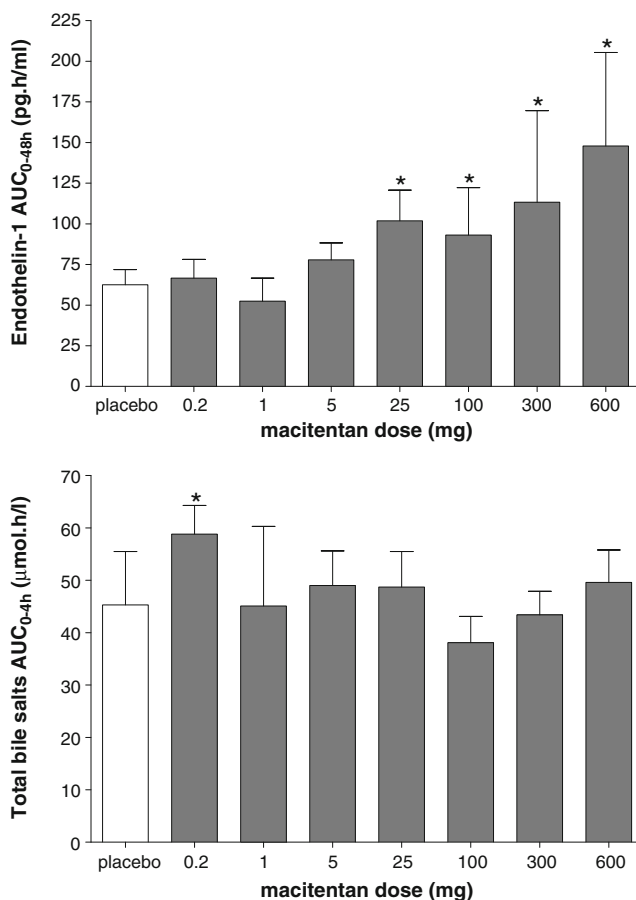 Endothelin-1 AUC0-48h (pg.h/ml)
225
200
175
150
125
100
75
50
25
0
* * * *
placebo 0.2 1 5 25 100 300 600
macitentan dose (mg)
Total bile salts AUC0-4h (µmol.h/l)
70
60
50
40
30
20
10
0
*
placebo 0.2 1 5 25 100 300 600
macitentan dose (mg)